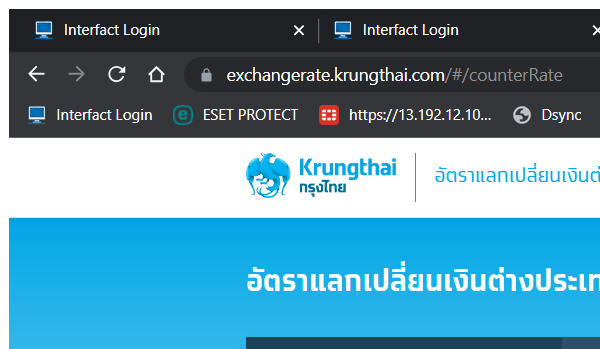 Interfact Login Interfact Login
exchangerate.krungthai.com/#/counterRate
Interfact Login ESET PROTECT https://13.192.12.10... Dsync
Krungthai
กรุงไทย
อัตราแลกเปลี่ยนเงินต่
อัตราแลกเปลี่ยนเงินต่างประเท